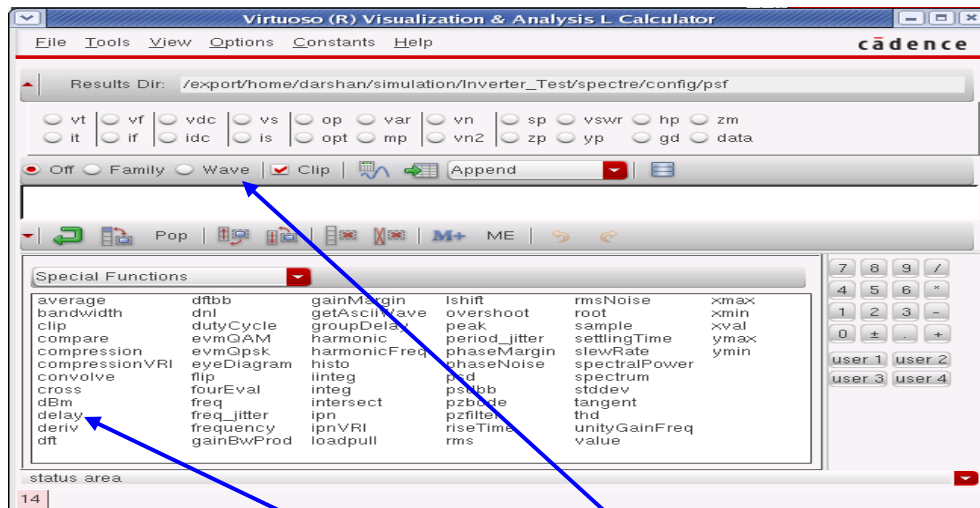 Virtuoso (R) Visualization & Analysis L Calculator
File Tools View Options Constants Help
cādence
Results Dir: /export/home/darshan/simulation/Inverter_Test/spectre/config/psf
vt vf vdc vs op var vn sp vswr hp zm
it if idc is opt mp vn2 zp yp gd data
Off Family Wave Clip Append
Pop M+ ME
Special Functions
7 8 9 /
4 5 6 *
1 2 3 -
0 ± . +
user 1 user 2
user 3 user 4
average dftbb gainMargin lshift rmsNoise xmax
bandwidth dnl getAsciiWave overshoot root xmin
clip dutyCycle groupDelay peak sample xval
compare evmQAM harmonic period_jitter settlingTime ymax
compression evmQpsk harmonicFreq phaseMargin slewRate ymin
compressionVRI eyeDiagram histo phaseNoise spectralPower
convolve flip iinteg psd spectrum
cross fourEval integ psdbb stddev
dBm freq intersect pzbode tangent
delay freq_jitter ipn pzfilter thd
deriv frequency ipnVRI riseTime unityGainFreq
dft gainBwProd loadpull rms value
status area
14